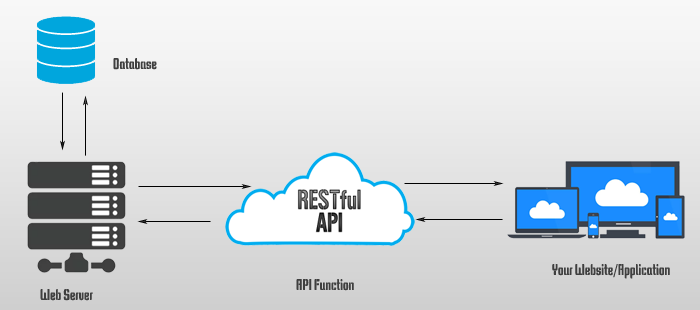 Database
RESTful
API
Web Server
API Function
Your Website/Application